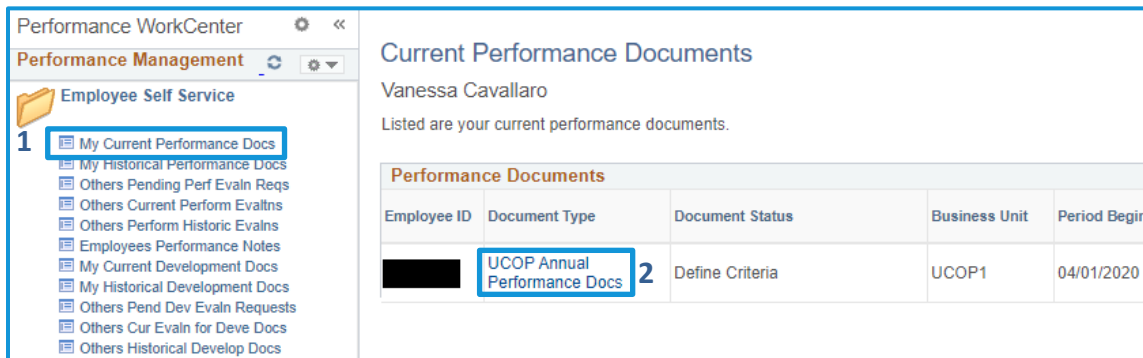 Performance WorkCenter
Performance Management
Employee Self Service
1
My Current Performance Docs
My Historical Performance Docs
Others Pending Perf Evaln Reqs
Others Current Perform Evaltns
Others Perform Historic Evalns
Employees Performance Notes
My Current Development Docs
My Historical Development Docs
Others Pend Dev Evaln Requests
Others Cur Evaln for Deve Docs
Others Historical Develop Docs
Current Performance Documents
Vanessa Cavallaro
Listed are your current performance documents.
Performance Documents
Employee ID Document Type Document Status Business Unit Period Begin
UCOP Annual
Performance Docs 2 Define Criteria UCOP1 04/01/2020